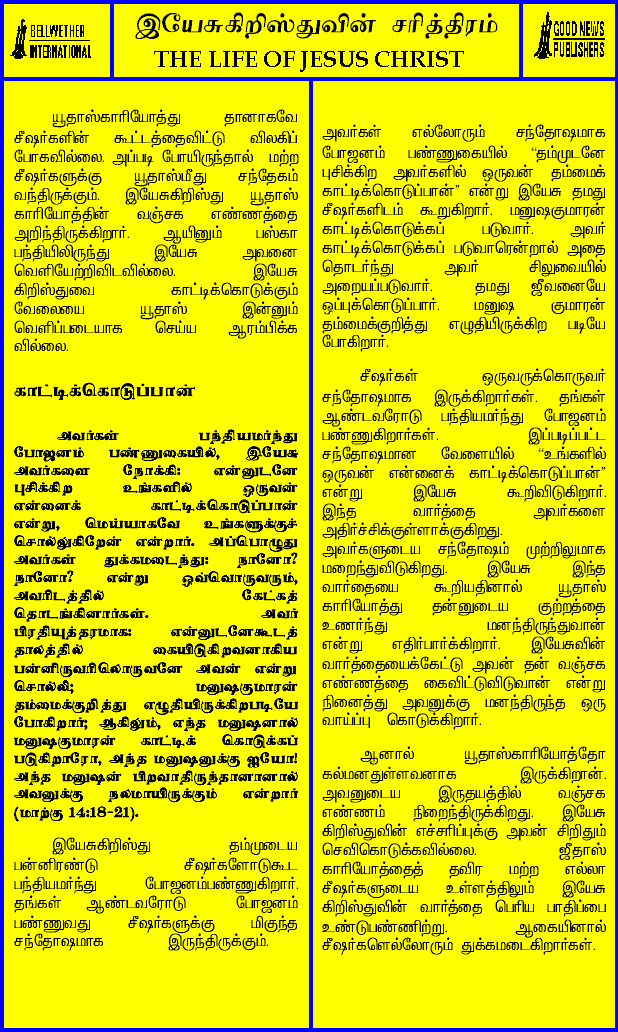 BELLWETHER
INTERNATIONAL
இயேசுகிறிஸ்துவின் சரித்திரம்
THE LIFE OF JESUS CHRIST
GOOD NEWS
PUBLISHERS
யூதாஸ்காரியோத்து தானாகவே
சீஷர்களின் கூட்டத்தைவிட்டு விலகிப்
போகவில்லை. அப்படி போயிருந்தால் மற்ற
சீஷர்களுக்கு யூதாஸ்மீது சந்தேகம்
வந்திருக்கும். இயேசுகிறிஸ்து யூதாஸ்
காரியோத்தின் வஞ்சக எண்ணத்தை
அறிந்திருக்கிறார். ஆயினும் பஸ்கா
பந்தியிலிருந்து இயேசு அவனை
வெளியேற்றிவிடவில்லை. இயேசு
கிறிஸ்துவை காட்டிக்கொடுக்கும்
வேலையை யூதாஸ் இன்னும்
வெளிப்படையாக செய்ய ஆரம்பிக்க
வில்லை.
காட்டிக்கொடுப்பான்
அவர்கள் பந்தியமர்ந்து
போஜனம் பண்ணுகையில், இயேசு
அவர்களை நோக்கி: என்னுடனே
புசிக்கிற உங்களில் ஒருவன்
என்னைக் காட்டிக்கொடுப்பான்
என்று, மெய்யாகவே உங்களுக்குச்
சொல்லுகிறேன் என்றார். அப்பொழுது
அவர்கள் துக்கமடைந்து: நானோ?
நானோ? என்று ஒவ்வொருவரும்,
அவரிடத்தில் கேட்கத்
தொடங்கினார்கள். அவர்
பிரதியுத்தரமாக: என்னுடனேகூடத்
தாலத்தில் கையிடுகிறவனாகிய
பன்னிருவரிலொருவனே அவன் என்று
சொல்லி; மனுஷகுமாரன்
தம்மைக்குறித்து எழுதியிருக்கிறபடியே
போகிறார்; ஆகிலும், எந்த மனுஷனால்
மனுஷகுமாரன் காட்டிக் கொடுக்கப்
படுகிறாரோ, அந்த மனுஷனுக்கு ஐயோ!
அந்த மனுஷன் பிறவாதிருந்தானானால்
அவனுக்கு நலமாயிருக்கும் என்றார்
(மாற்கு 14:18-21).
இயேசுகிறிஸ்து தம்முடைய
பன்னிரண்டு சீஷர்களோடுகூட
பந்தியமர்ந்து போஜனம்பண்ணுகிறார்.
தங்கள் ஆண்டவரோடு போஜனம்
பண்ணுவது சீஷர்களுக்கு மிகுந்த
சந்தோஷமாக இருந்திருக்கும்.
அவர்கள் எல்லோரும் சந்தோஷமாக
போஜனம் பண்ணுகையில் “தம்முடனே
புசிக்கிற அவர்களில் ஒருவன் தம்மைக்
காட்டிக்கொடுப்பான்” என்று இயேசு தமது
சீஷர்களிடம் கூறுகிறார். மனுஷகுமாரன்
காட்டிக்கொடுக்கப் படுவார். அவர்
காட்டிக்கொடுக்கப் படுவாரென்றால் அதை
தொடர்ந்து அவர் சிலுவையில்
அறையப்படுவார். தமது ஜீவனையே
ஒப்புக்கொடுப்பார். மனுஷ குமாரன்
தம்மைக்குறித்து எழுதியிருக்கிற படியே
போகிறார்.
சீஷர்கள் ஒருவருக்கொருவர்
சந்தோஷமாக இருக்கிறார்கள். தங்கள்
ஆண்டவரோடு பந்தியமர்ந்து போஜனம்
பண்ணுகிறார்கள். இப்படிப்பட்ட
சந்தோஷமான வேளையில் “உங்களில்
ஒருவன் என்னைக் காட்டிக்கொடுப்பான்”
என்று இயேசு கூறிவிடுகிறார்.
இந்த வார்த்தை அவர்களை
அதிர்ச்சிக்குள்ளாக்குகிறது.
அவர்களுடைய சந்தோஷம் முற்றிலுமாக
மறைந்துவிடுகிறது. இயேசு இந்த
வார்தையை கூறியதினால் யூதாஸ்
காரியோத்து தன்னுடைய குற்றத்தை
உணர்ந்து மனந்திருந்துவான்
என்று எதிர்பார்க்கிறார். இயேசுவின்
வார்த்தையைக்கேட்டு அவன் தன் வஞ்சக
எண்ணத்தை கைவிட்டுவிடுவான் என்று
நினைத்து அவனுக்கு மனந்திருந்த ஒரு
வாய்ப்பு கொடுக்கிறார்.
ஆனால் யூதாஸ்காரியோத்தோ
கல்மனதுள்ளவனாக இருக்கிறான்.
அவனுடைய இருதயத்தில் வஞ்சக
எண்ணம் நிறைந்திருக்கிறது. இயேசு
கிறிஸ்துவின் எச்சரிப்புக்கு அவன் சிறிதும்
செவிகொடுக்கவில்லை. ஜீதாஸ்
காரியோத்தைத் தவிர மற்ற எல்லா
சீஷர்களுடைய உள்ளத்திலும் இயேசு
கிறிஸ்துவின் வார்த்தை பெரிய பாதிப்பை
உண்டுபண்ணிற்று. ஆகையினால்
சீஷர்களெல்லோரும் துக்கமடைகிறார்கள்.